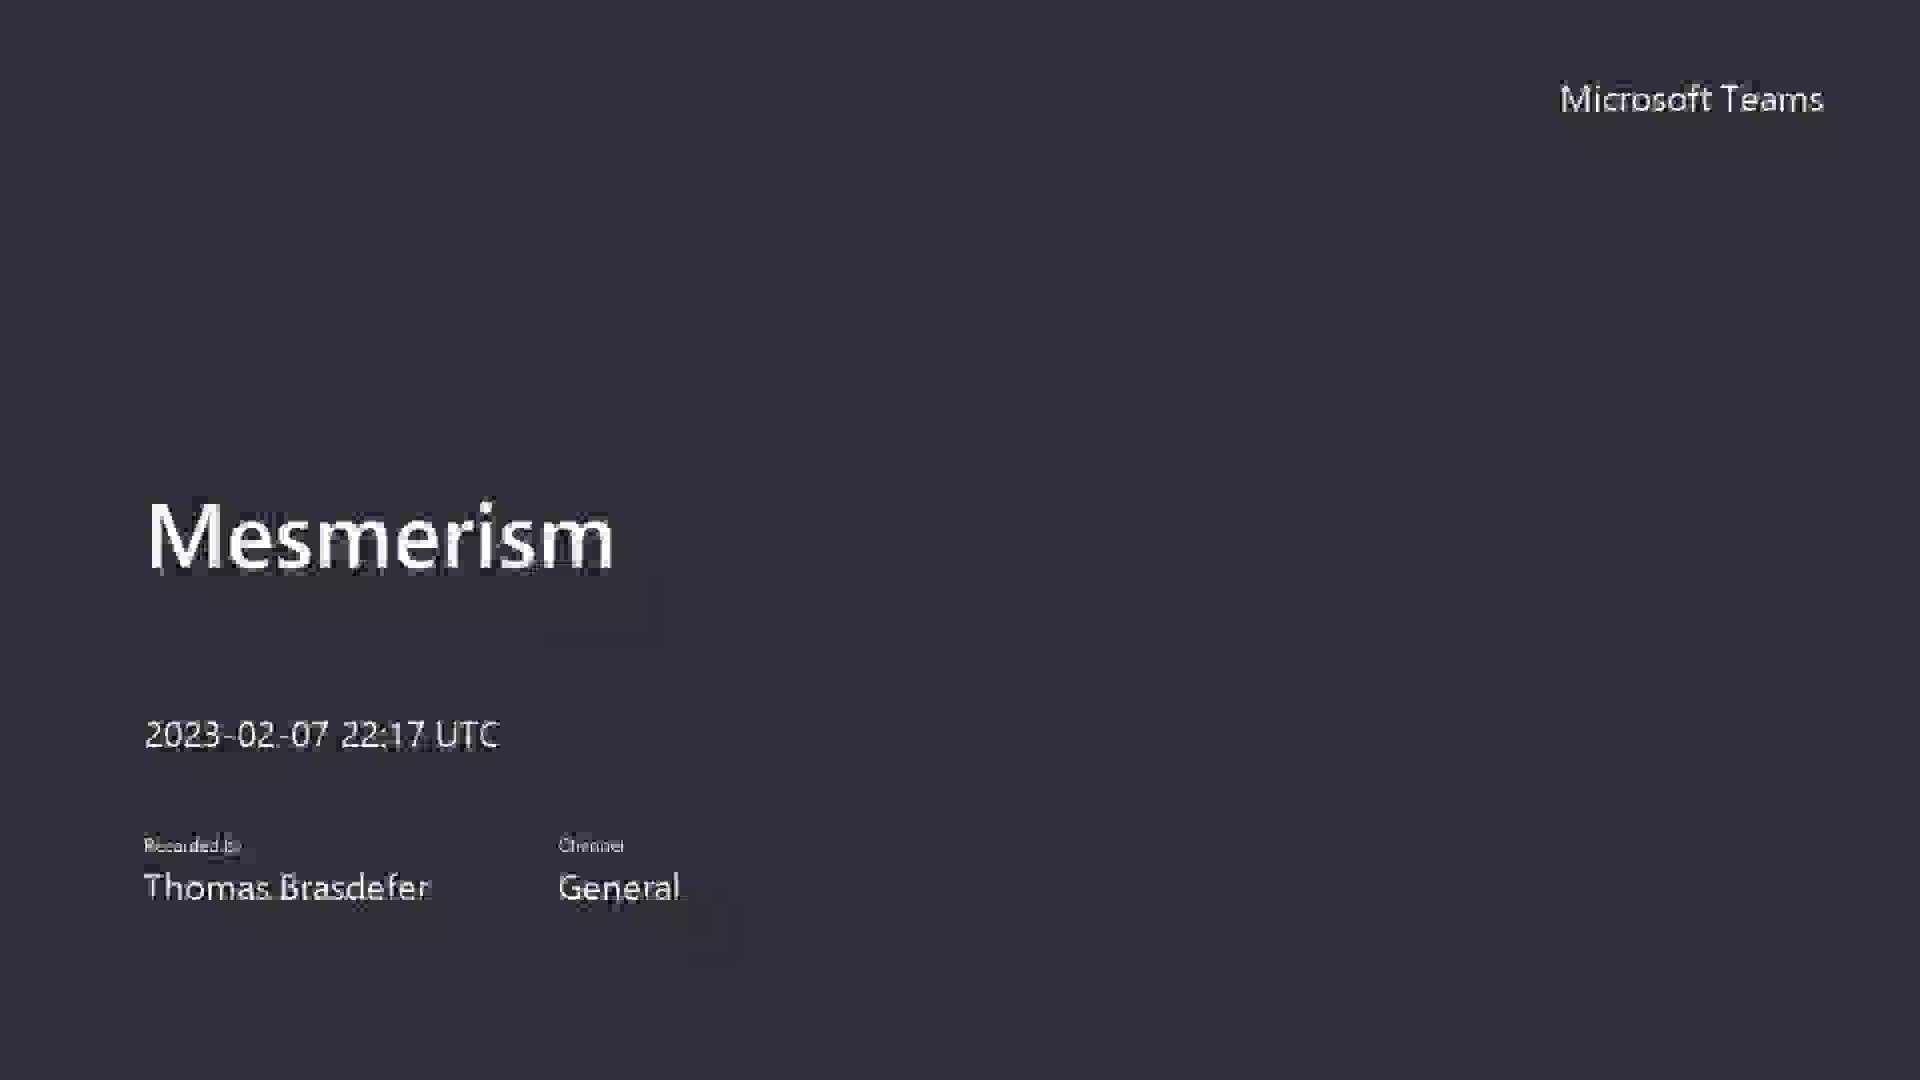 Microsoft Teams
Mesmerism
2023-02-07 22:17 UTC
Recorded by
Channel
Thomas Brasdefer
General